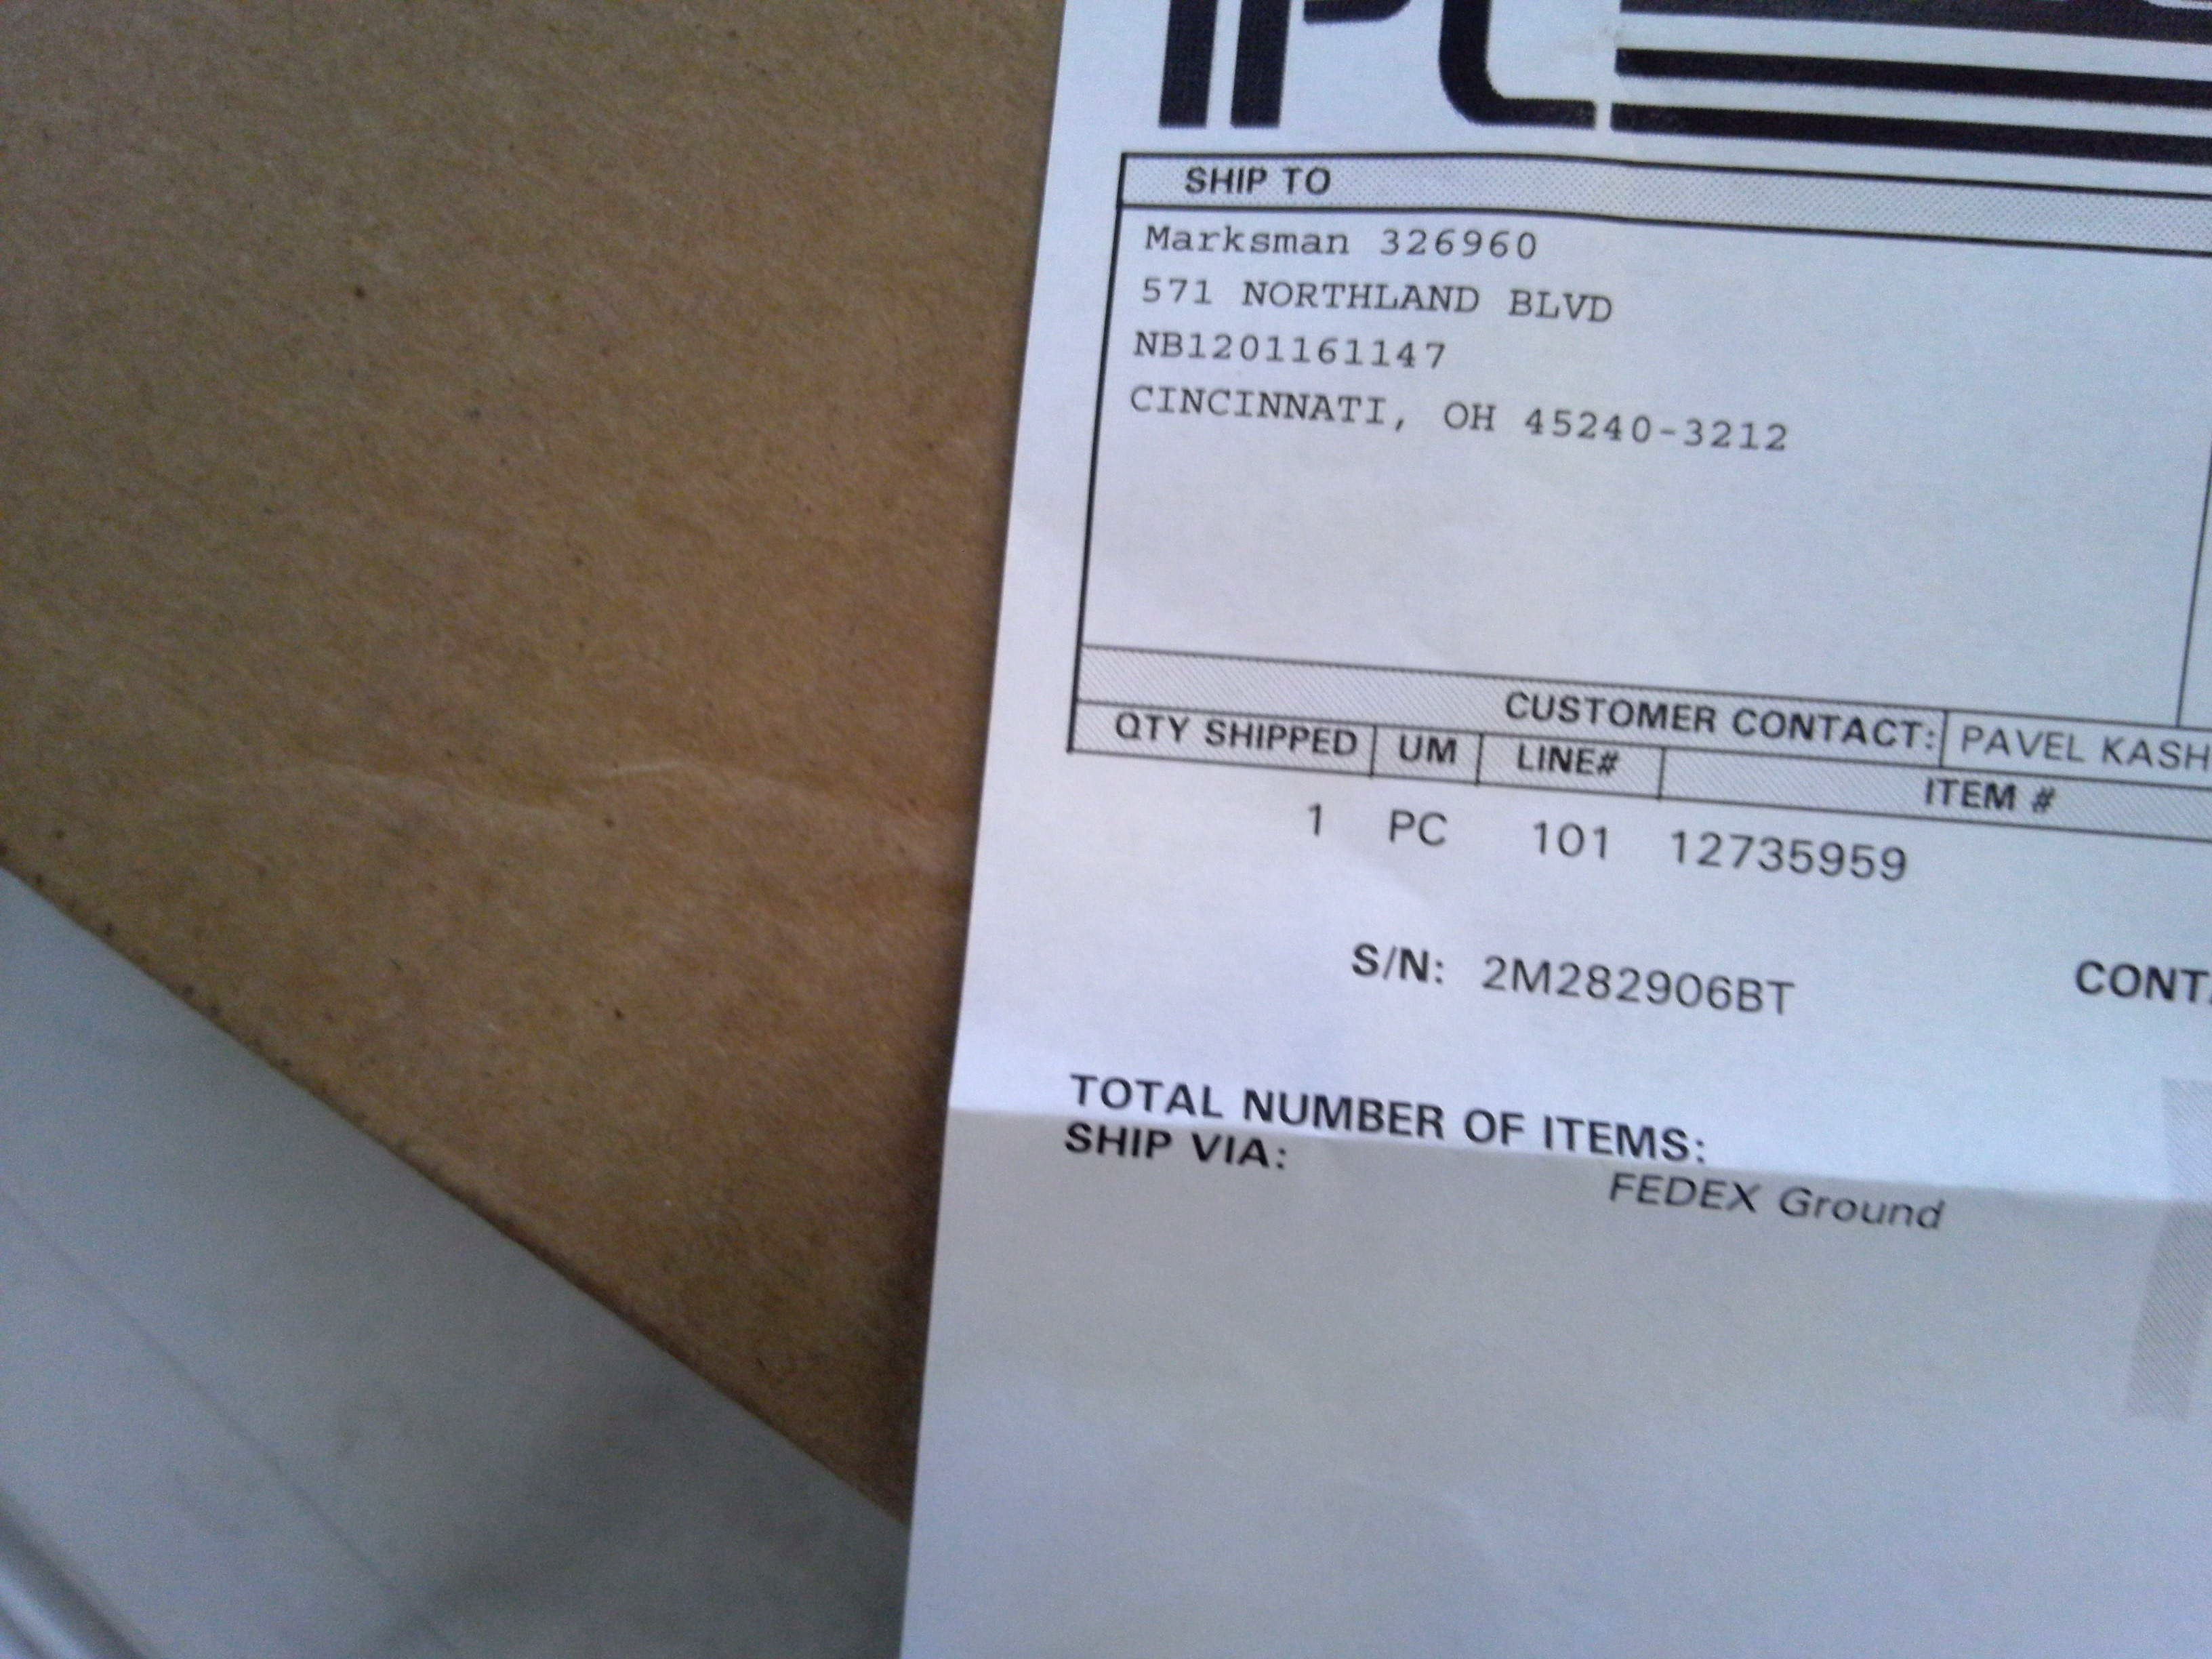 SHIP TO
Marksman 326960
571 NORTHLAND BLVD
NB1201161147
CINCINNATI, OH 45240-3212
CUSTOMER CONTACT: PAVEL KASH
QTY SHIPPED UM LINE# ITEM #
1 PC 101 12735959
S/N: 2M282906BT CONT
TOTAL NUMBER OF ITEMS:
SHIP VIA:
FEDEX Ground